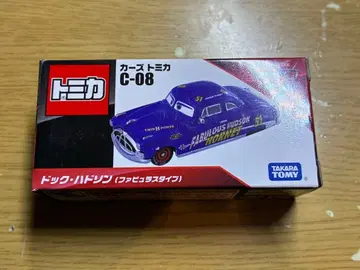 トミカ
カーズ トミカ
C-08
51
FABULOUS HUDSON
HORNET
51
TAKARA
TOMY
ドック・ハドソン(ファビュラスタイプ)